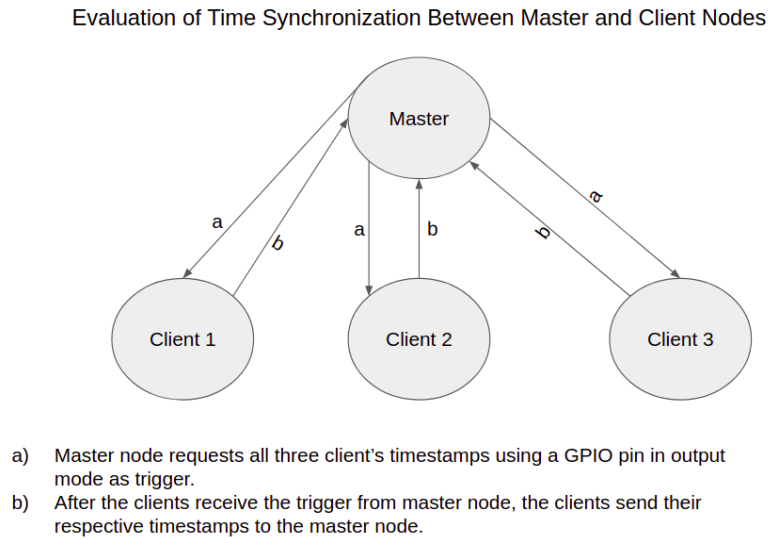 Evaluation of Time Synchronization Between Master and Client Nodes
Master
a
b
a
b
a
b
Client 1
Client 2
Client 3
a) Master node requests all three client's timestamps using a GPIO pin in output
mode as trigger.
b) After the clients receive the trigger from master node, the clients send their
respective timestamps to the master node.